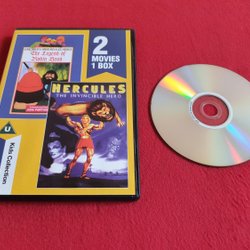 The Legend of
Robin Hood
2
MOVIES
1 BOX
HERCULES
THE INVINCIBLE HERO
U
Kids Collection